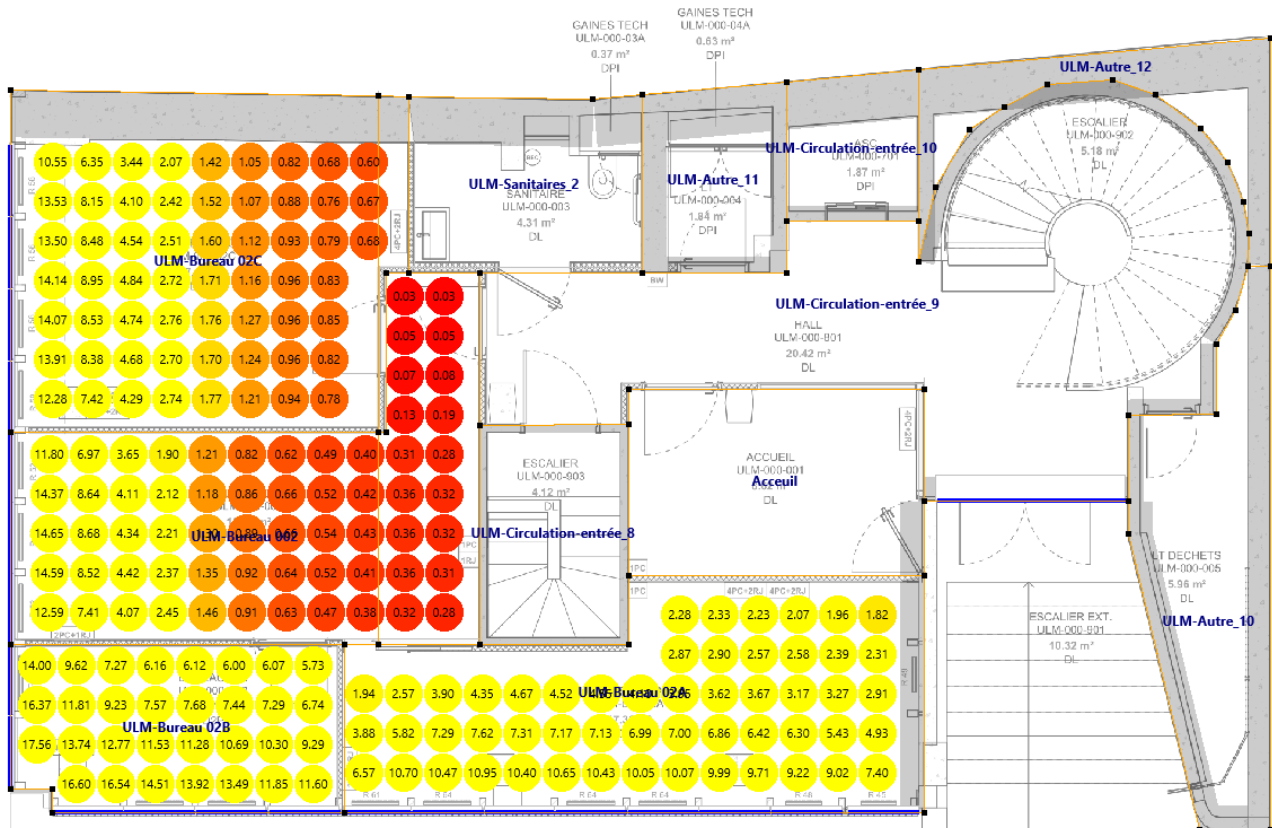 GAINES TECH
ULM-000-04A
0.63 m²
DPI
GAINES TECH
ULM-000-03A
0.37 m²
DPI
ULM-Autre_12
ESCALIER
ULM-000-902
5.18 m²
DL
ULM-Circulation-entrée_10
ULM-000-701
1.87 m²
DPI
ULM-Sanitaires_2
SANITAIRE
ULM-000-003
4.31 m²
DL
ULM-Autre_11
ULM-000-004
1.84 m²
DPI
10.55 6.35 3.44 2.07 1.42 1.05 0.82 0.68 0.60
13.53 8.15 4.10 2.42 1.52 1.07 0.88 0.76 0.67
13.50 8.48 4.54 2.51 1.60 1.12 0.93 0.79 0.68
4PC+2RJ
ULM-Bureau 02C
14.14 8.95 4.84 2.72 1.71 1.16 0.96 0.83
14.07 8.53 4.74 2.76 1.76 1.27 0.96 0.85
13.91 8.38 4.68 2.70 1.70 1.24 0.96 0.82
12.28 7.42 4.29 2.74 1.77 1.21 0.94 0.78
0.03 0.03
0.05 0.05
0.07 0.08
0.13 0.19
ULM-Circulation-entrée_9
HALL
ULM-000-801
20.42 m²
DL
11.80 6.97 3.65 1.90 1.21 0.82 0.62 0.49 0.40 0.31 0.28
14.37 8.64 4.11 2.12 1.18 0.86 0.66 0.52 0.42 0.36 0.32
14.65 8.68 4.34 2.21 0.54 0.43 0.36 0.32
ULM-Bureau 002
14.59 8.52 4.42 2.37 1.35 0.92 0.64 0.52 0.41 0.36 0.31
12.59 7.41 4.07 2.45 1.46 0.91 0.63 0.47 0.38 0.32 0.28
2PC+1RJ
ESCALIER
ULM-000-903
4.12 m²
DL
ULM-Circulation-entrée_8
1PC
1RJ
ACCUEIL
ULM-000-001
Acceuil
DL
4PC+2RJ
1PC
1PC
4PC+2RJ 4PC+2RJ
LT DECHETS
ULM-000-005
5.96 m²
DL
ULM-Autre_10
ESCALIER EXT.
ULM-000-901
10.32 m²
DL
14.00 9.62 7.27 6.16 6.12 6.00 6.07 5.73
16.37 11.81 9.23 7.57 7.68 7.44 7.29 6.74
ULM-Bureau 02B
17.56 13.74 12.77 11.53 11.28 10.69 10.30 9.29
16.60 16.54 14.51 13.92 13.49 11.85 11.60
2.28 2.33 2.23 2.07 1.96 1.82
2.87 2.90 2.57 2.58 2.39 2.31
1.94 2.57 3.90 4.35 4.67 4.52 3.62 3.67 3.17 3.27 2.91
ULM-Bureau 02A
3.88 5.82 7.29 7.62 7.31 7.17 7.13 6.99 7.00 6.86 6.42 6.30 5.43 4.93
6.57 10.70 10.47 10.95 10.40 10.65 10.43 10.05 10.07 9.99 9.71 9.22 9.02 7.40